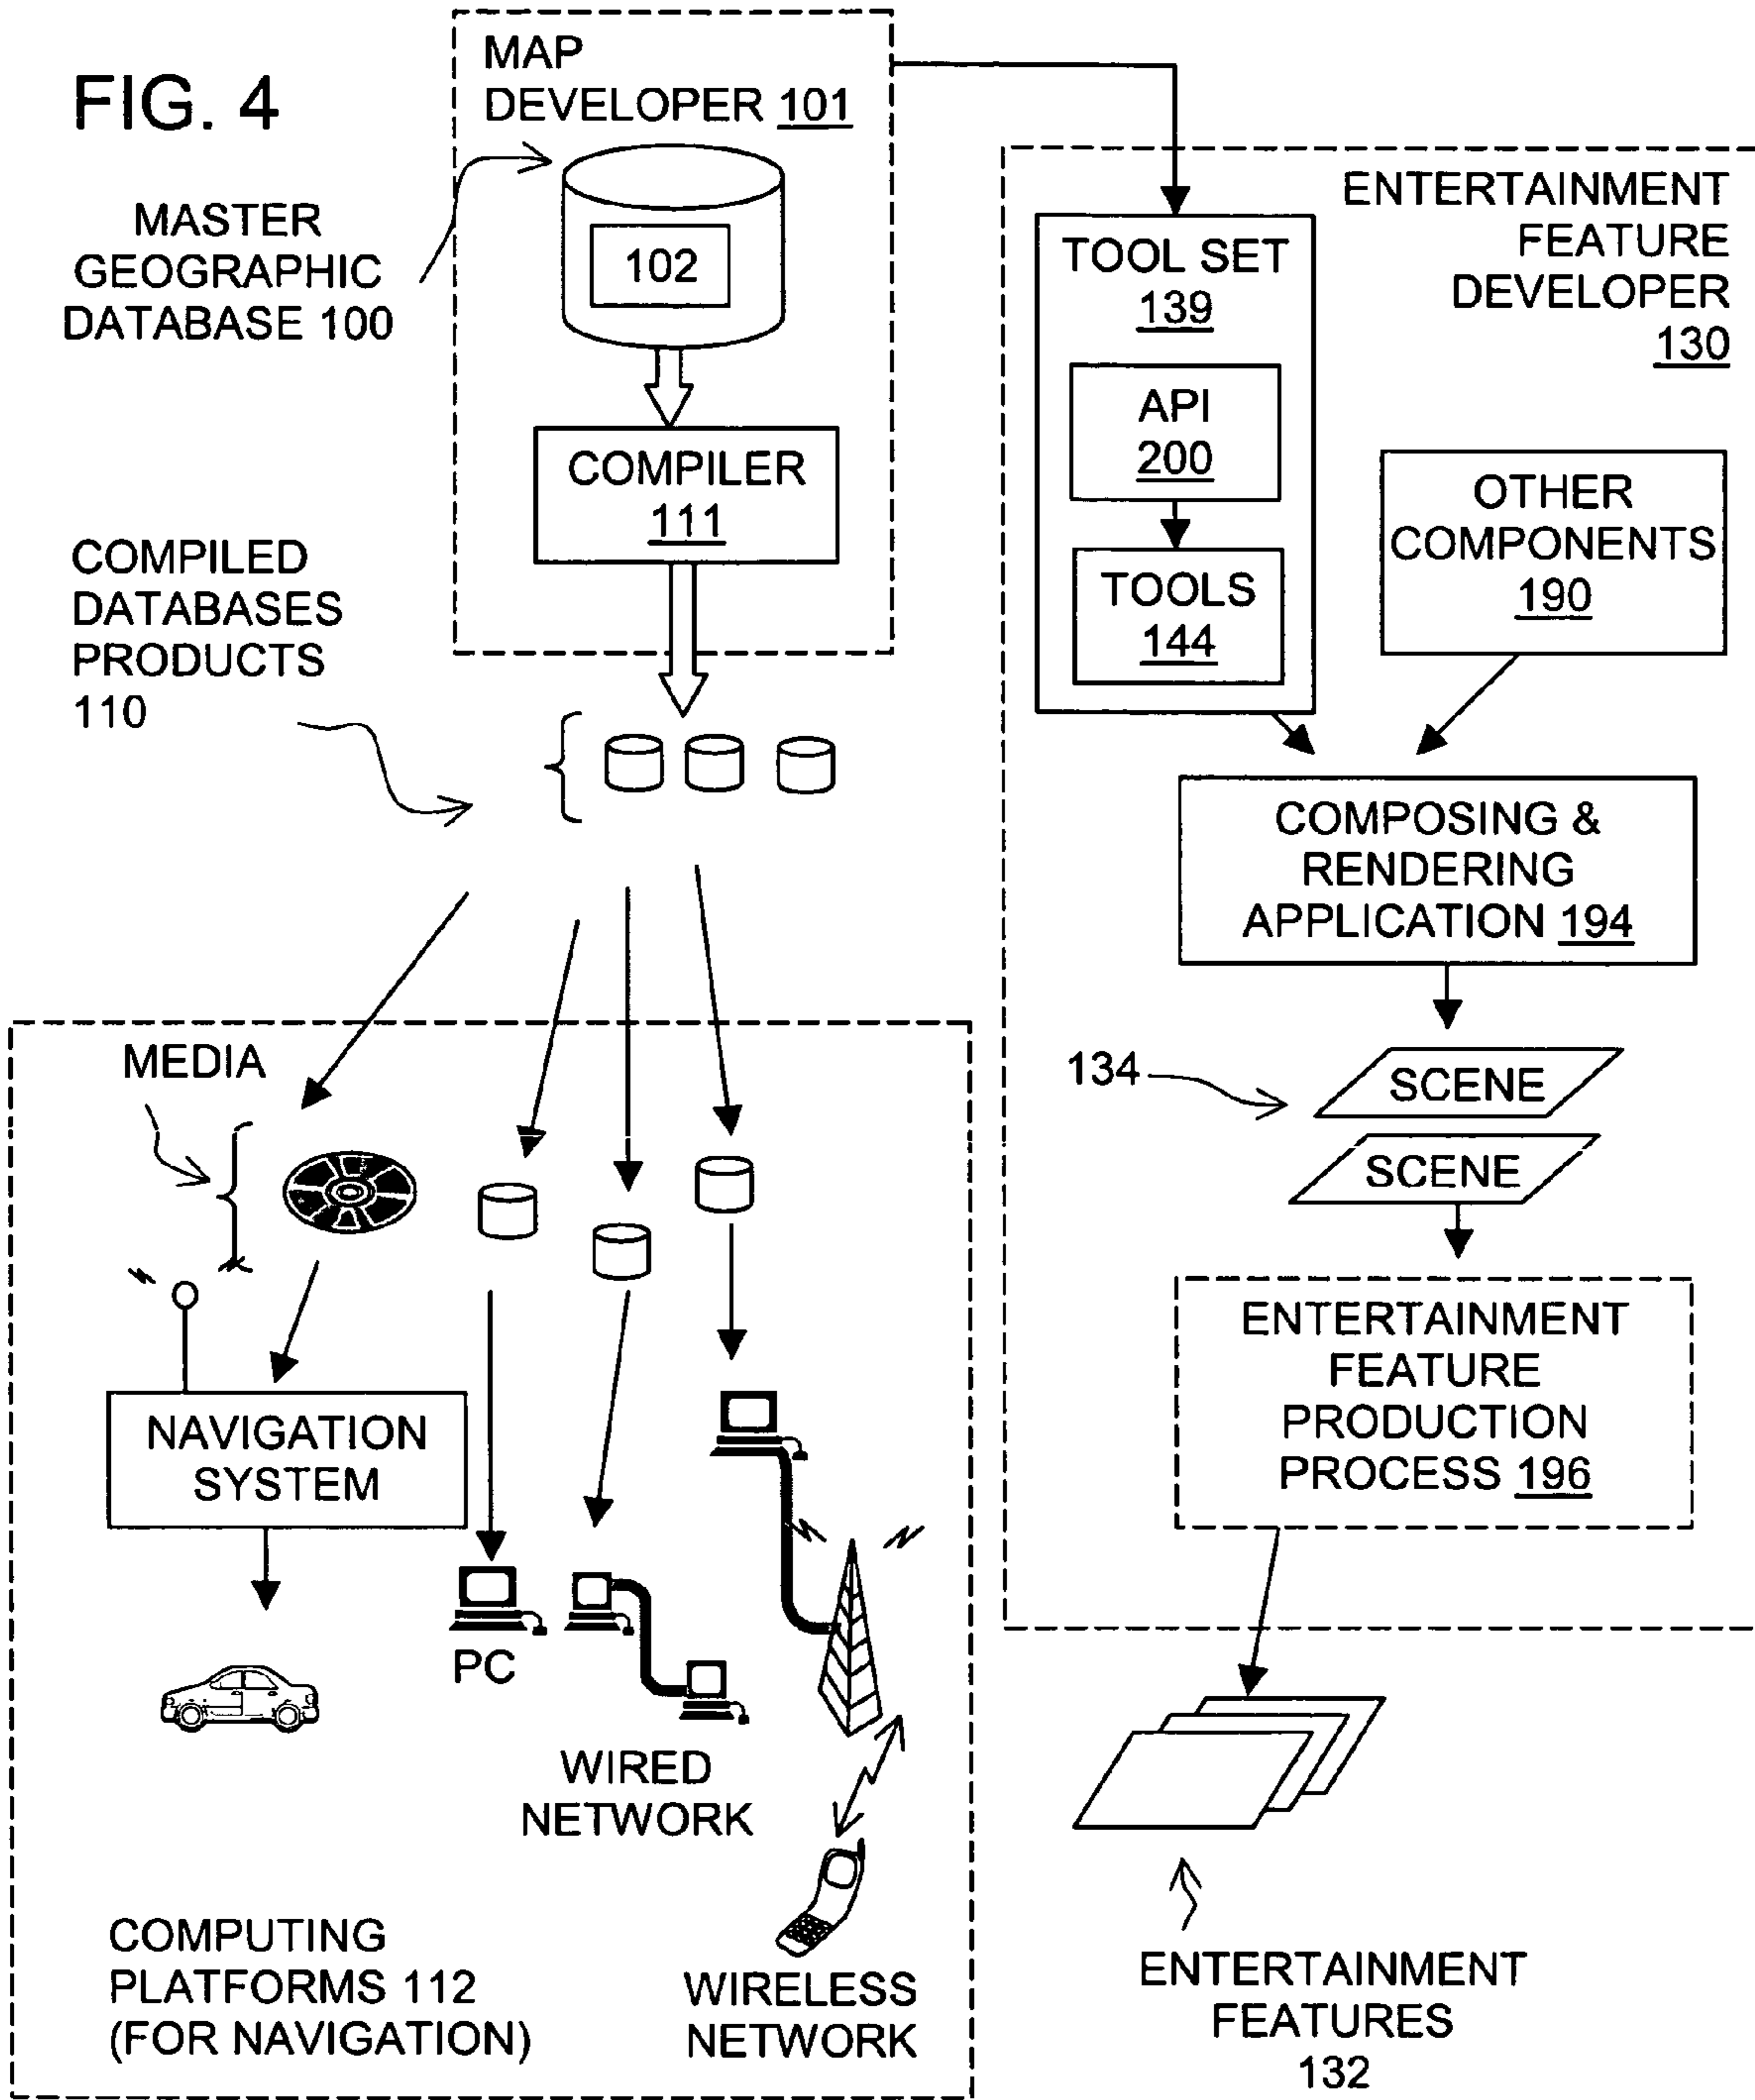 FIG. 4
MAP
DEVELOPER 101
MASTER
GEOGRAPHIC
DATABASE 100
102
COMPILER
111
COMPILED
DATABASES
PRODUCTS
110
ENTERTAINMENT
FEATURE
DEVELOPER
130
TOOL SET
139
API
200
TOOLS
144
OTHER
COMPONENTS
190
COMPOSING &
RENDERING
APPLICATION 194
134
SCENE
SCENE
ENTERTAINMENT
FEATURE
PRODUCTION
PROCESS 196
ENTERTAINMENT
FEATURES
132
MEDIA
NAVIGATION
SYSTEM
PC
WIRED
NETWORK
WIRELESS
NETWORK
COMPUTING
PLATFORMS 112
(FOR NAVIGATION)